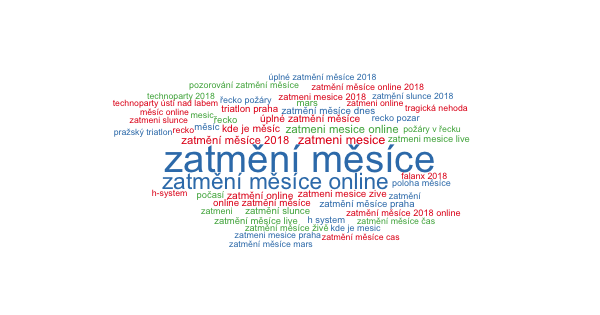 úplné zatmění měsíce 2018
pozorování zatmění měsíce zatmění měsíce online 2018
technoparty 2018 řecko požáry zatmeni mesice 2018 zatmění slunce 2018
technoparty ústí nad labem triatlon praha mars zatmeni online tragická nehoda
měsíc online mesic zatmění měsíce dnes
zatmeni slunce řecko úplné zatmění měsíce recko pozar
pražský triatlon recko měsíc kde je měsíc zatmeni mesice online požáry v řecku
zatmění měsíce 2018 zatmeni mesice zatmeni mesice live
zatmění měsíce
zatmění měsíce online falanx 2018
poloha měsíce
h-system počasí zatmění online zatmeni mesice zive zatmění
online zatmění měsíce zatmění měsíce praha
zatmeni zatmění slunce zatmění měsíce 2018 online
zatmění měsíce live h system zatmění měsíce čas
zatmění měsíce živě kde je mesic
zatmeni mesice praha zatmění měsíce cas
zatmění měsíce mars